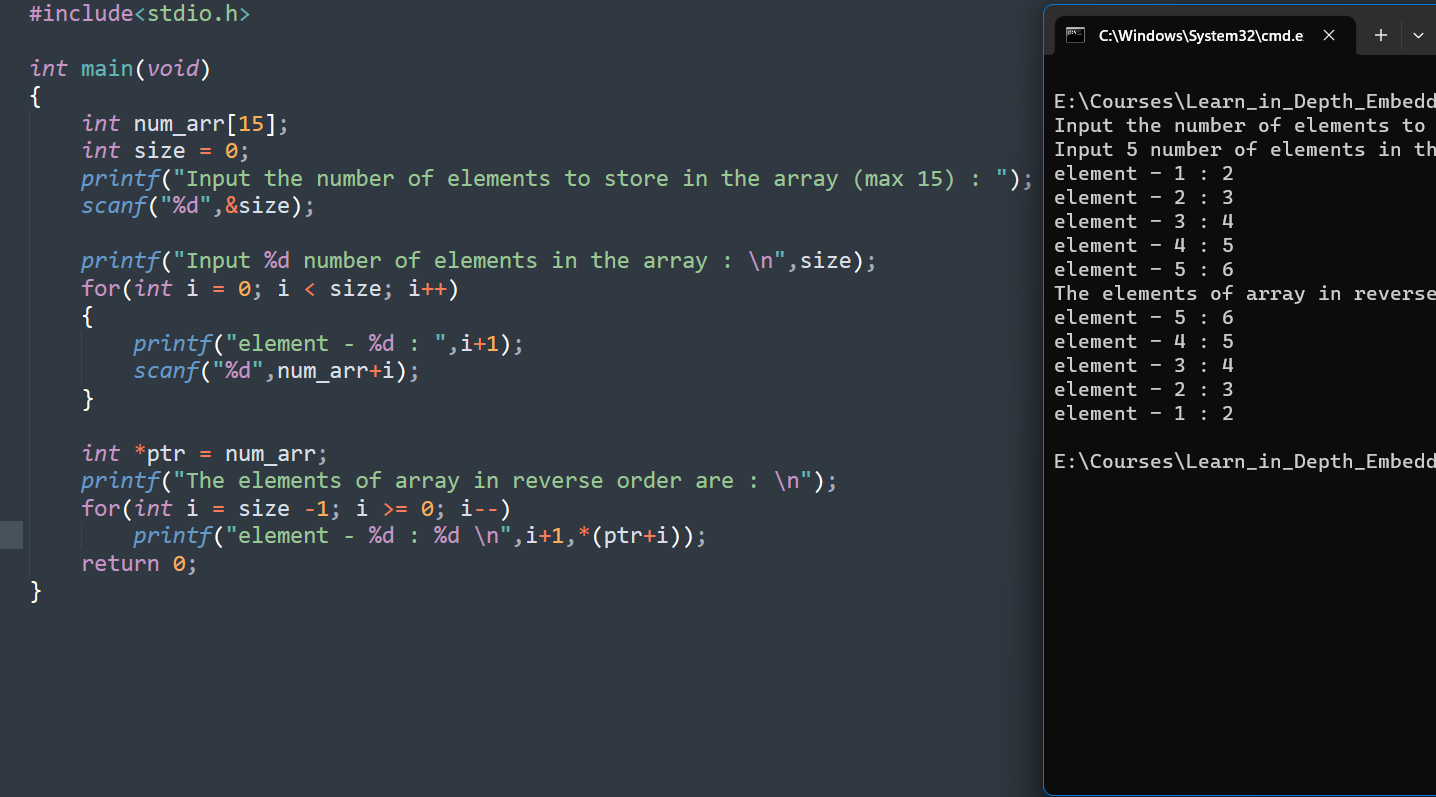 #include<stdio.h>
int main(void)
{
int num_arr[15];
int size = 0;
printf("Input the number of elements to store in the array (max 15) : ");
scanf("%d",&size);
printf("Input %d number of elements in the array : \n",size);
for(int i = 0; i < size; i++)
{
printf("element - %d : ",i+1);
scanf("%d",num_arr+i);
}
int *ptr = num_arr;
printf("The elements of array in reverse order are : \n");
for(int i = size -1; i >= 0; i--)
printf("element - %d : %d \n",i+1,*(ptr+i));
return 0;
}
C:\Windows\System32\cmd.e
E:\Courses\Learn_in_Depth_Embedd
Input the number of elements to
Input 5 number of elements in th
element - 1 : 2
element - 2 : 3
element - 3 : 4
element - 4 : 5
element - 5 : 6
The elements of array in reverse
element - 5 : 6
element - 4 : 5
element - 3 : 4
element - 2 : 3
element - 1 : 2
E:\Courses\Learn_in_Depth_Embedd